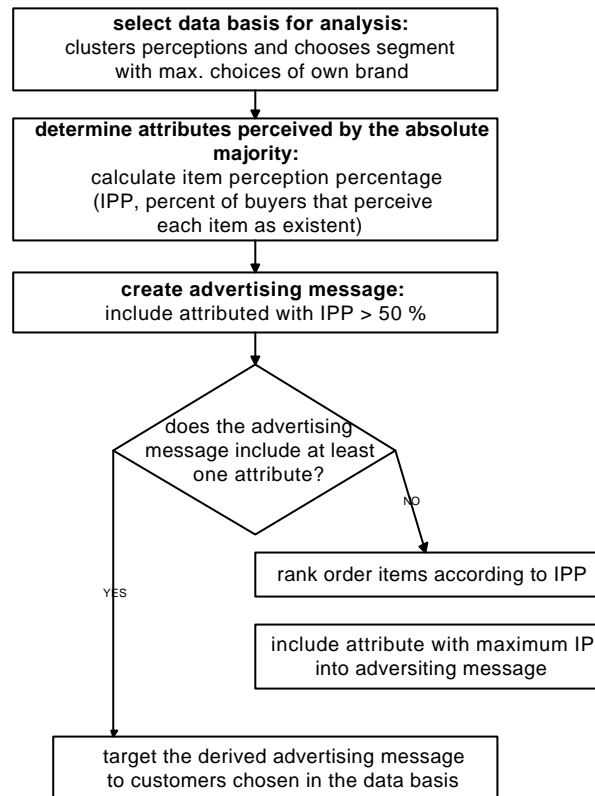 select data basis for analysis:
clusters perceptions and chooses segment
with max. choices of own brand
determine attributes perceived by the absolute
majority:
calculate item perception percentage
(IPP, percent of buyers that perceive
each item as existent)
create advertising message:
include attributed with IPP > 50 %
does the advertising
message include at least
one attribute?
NO
rank order items according to IPP
YES
include attribute with maximum IP
into adversiting message
target the derived advertising message
to customers chosen in the data basis